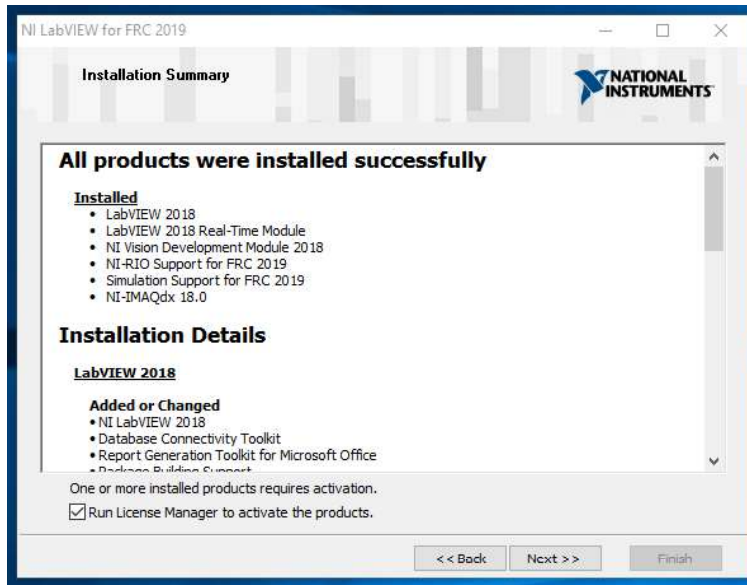 NI LabVIEW for FRC 2019
Installation Summary
NATIONAL
INSTRUMENTS
All products were installed successfully
Installed
• LabVIEW 2018
• LabVIEW 2018 Real-Time Module
• NI Vision Development Module 2018
• NI-RIO Support for FRC 2019
• Simulation Support for FRC 2019
• NI-IMAQdx 18.0
Installation Details
LabVIEW 2018
Added or Changed
• NI LabVIEW 2018
• Database Connectivity Toolkit
• Report Generation Toolkit for Microsoft Office
• Package Building Support
One or more installed products requires activation.
Run License Manager to activate the products.
<< Back Next >> Finish